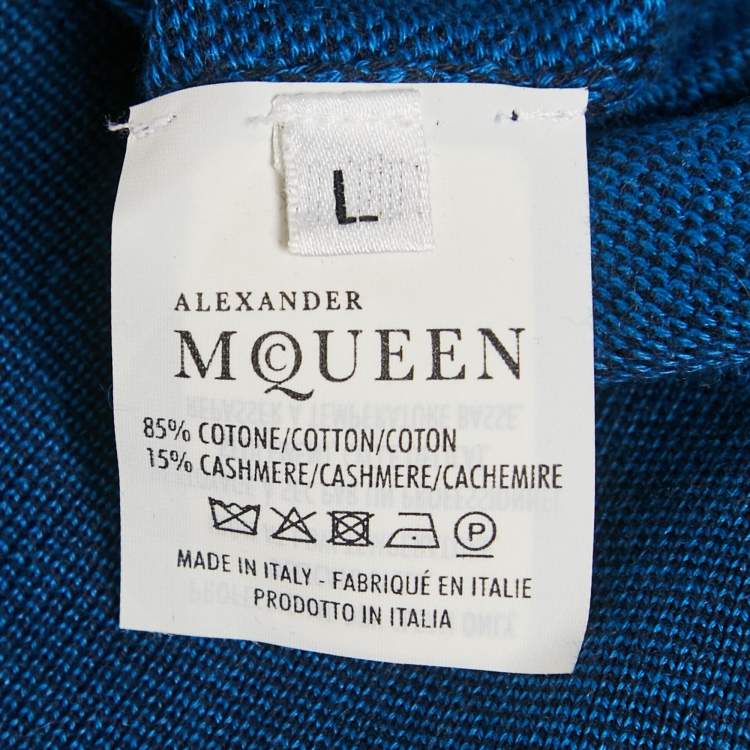 L
ALEXANDER
McQUEEN
85% COTONE/COTTON/COTON
15% CASHMERE/CASHMERE/CACHEMIRE
P
MADE IN ITALY - FABRIQUÉ EN ITALIE
PRODOTTO IN ITALIA